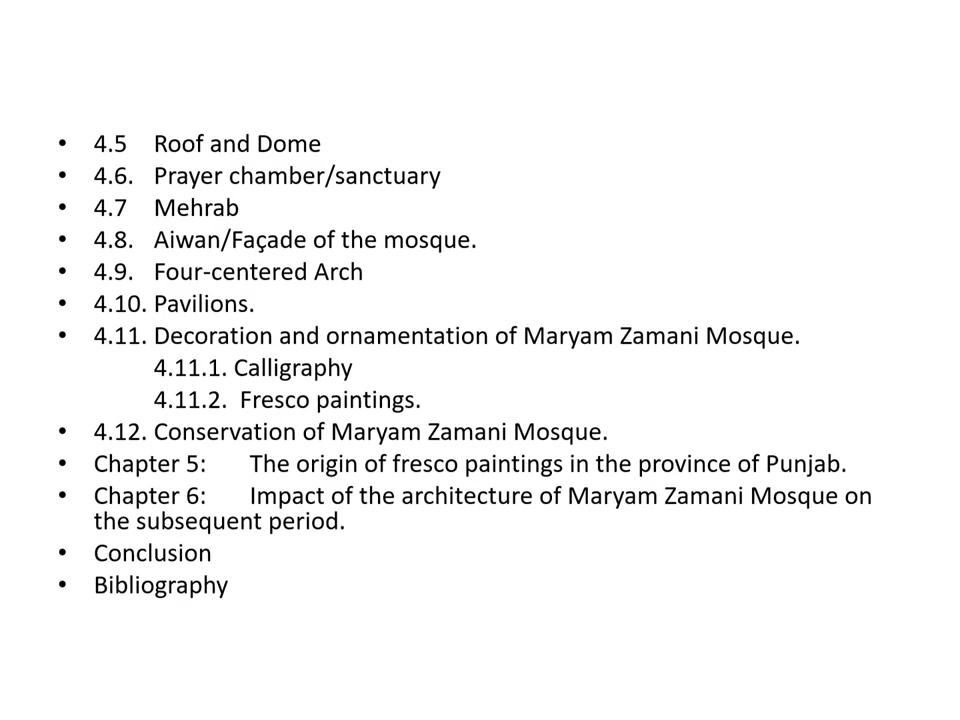 • 4.5 Roof and Dome
• 4.6. Prayer chamber/sanctuary
• 4.7 Mehrab
• 4.8. Aiwan/Façade of the mosque.
• 4.9. Four-centered Arch
• 4.10. Pavilions.
• 4.11. Decoration and ornamentation of Maryam Zamani Mosque.
4.11.1. Calligraphy
4.11.2. Fresco paintings.
• 4.12. Conservation of Maryam Zamani Mosque.
• Chapter 5: The origin of fresco paintings in the province of Punjab.
• Chapter 6: Impact of the architecture of Maryam Zamani Mosque on
the subsequent period.
• Conclusion
• Bibliography